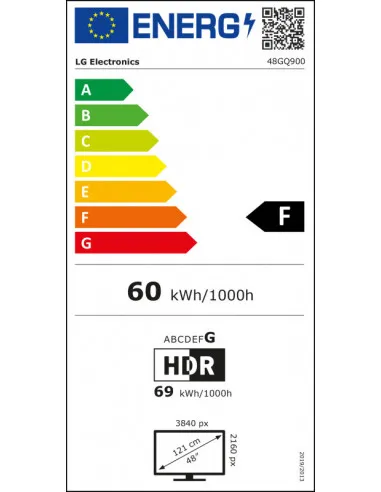 ENERG
LG Electronics
48GQ900
A
B
C
D
E
F
G
F
60 kWh/1000h
ABCDEFG
HDR
69 kWh/1000h
3840 px
121 cm
48"
2160 px
2019/2013